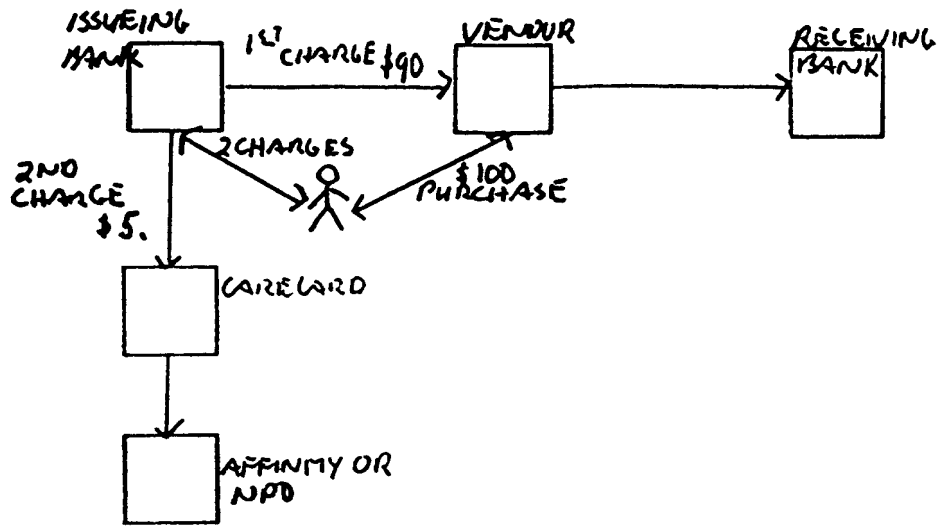 ISSUEING
BANK
1ST CHARGE $90
VENDUR
RECEIVING
BANK
2 CHARGES
$100
PURCHASE
2ND
CHARGE
$5.
CARECARD
AFFINITY OR
NPO